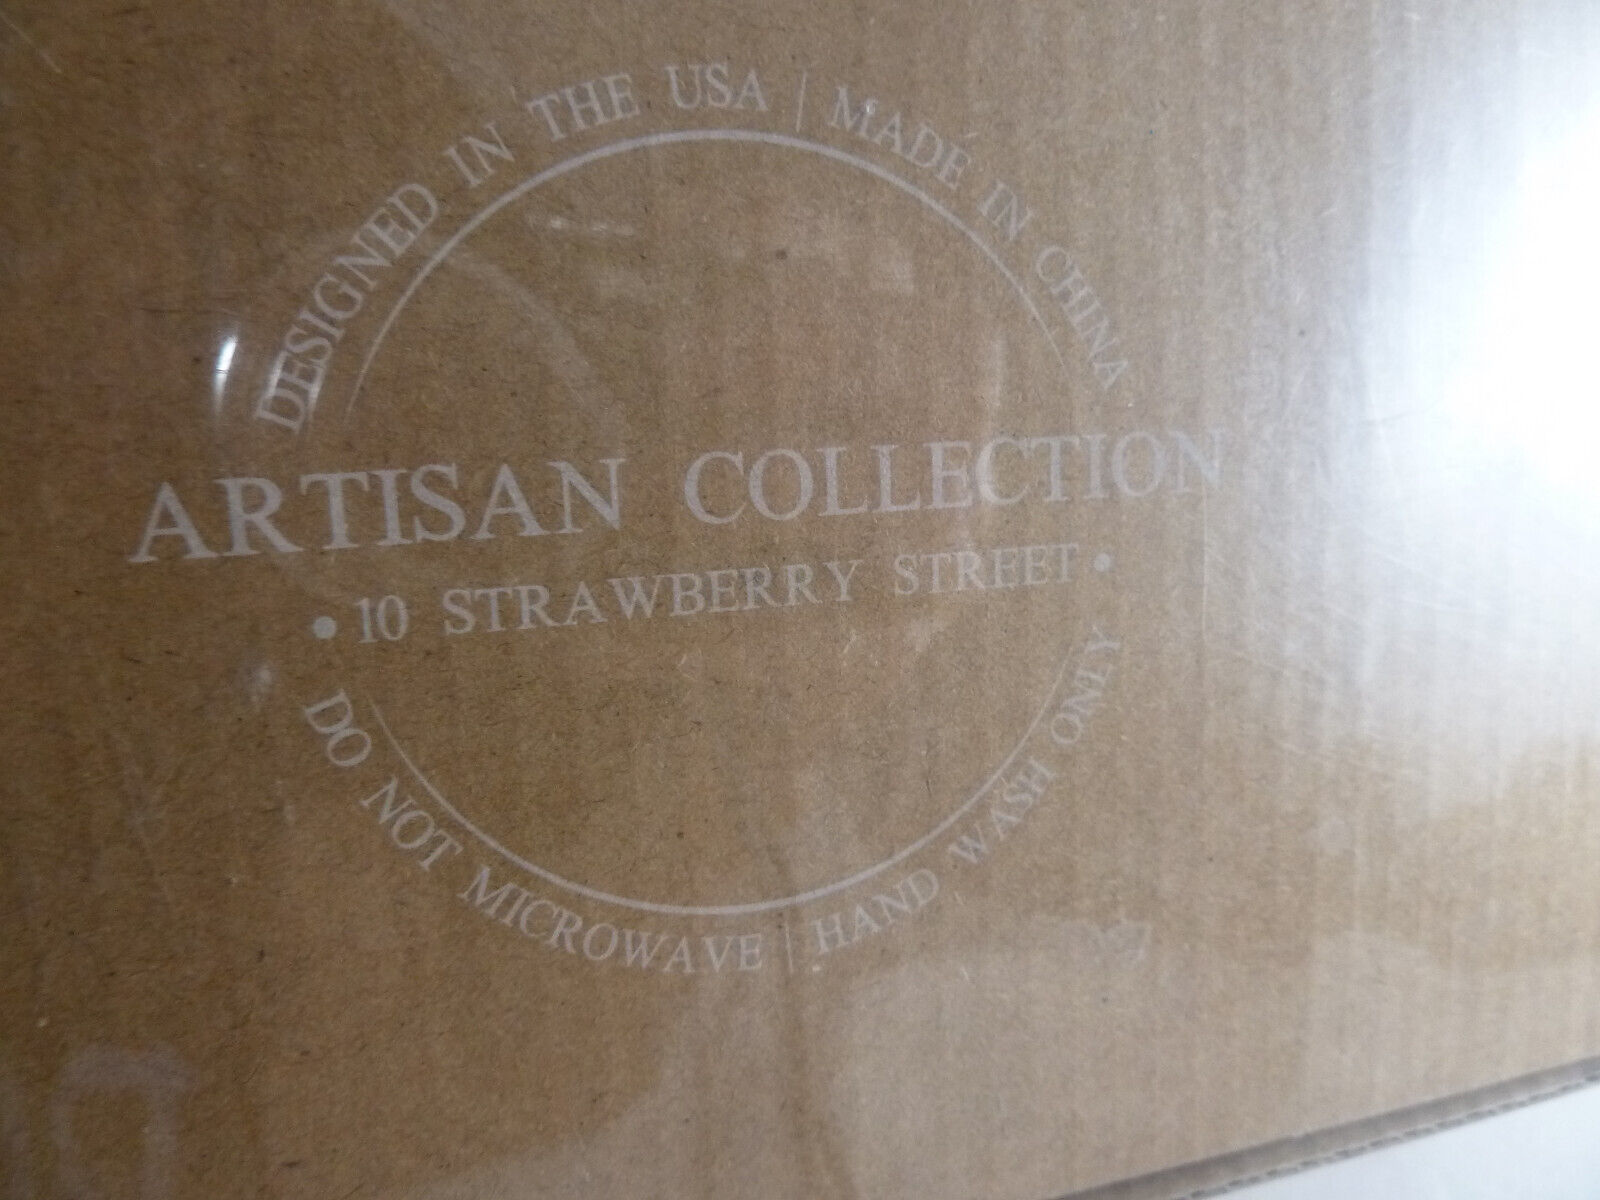 DESIGNED IN THE USA | MADE IN CHINA
ARTISAN COLLECTION
• 10 STRAWBERRY STREET •
DO NOT MICROWAVE | HAND WASH ONLY